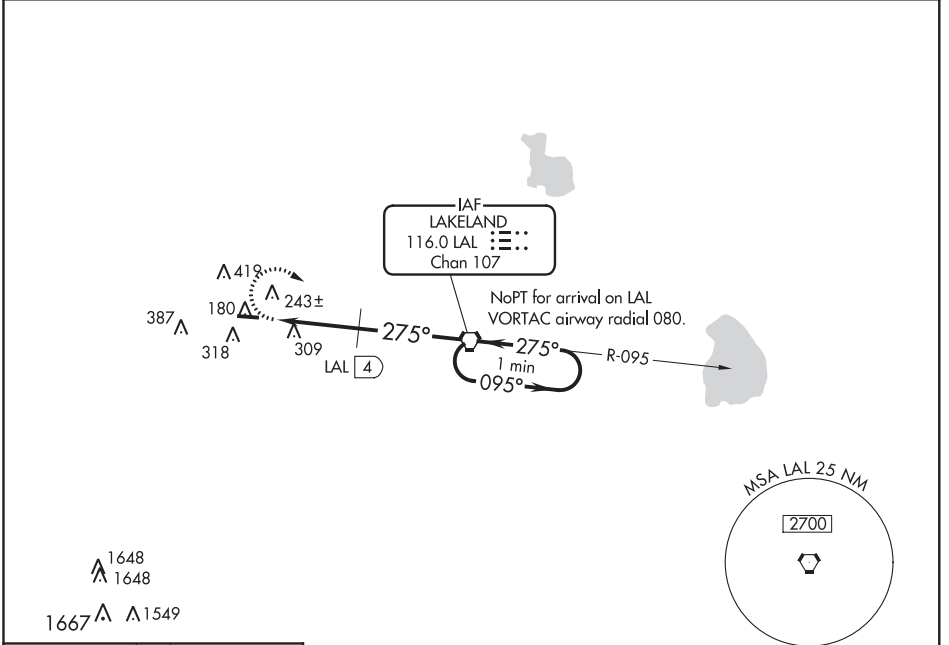 IAF
LAKELAND
116.0 LAL
Chan 107
NoPT for arrival on LAL
VORTAC airway radial 080.
419
243±
180
387
318
309
LAL 4
275°
275°
1 min
095°
R-095
MSA LAL 25 NM
2700
1648
1648
1667
1549